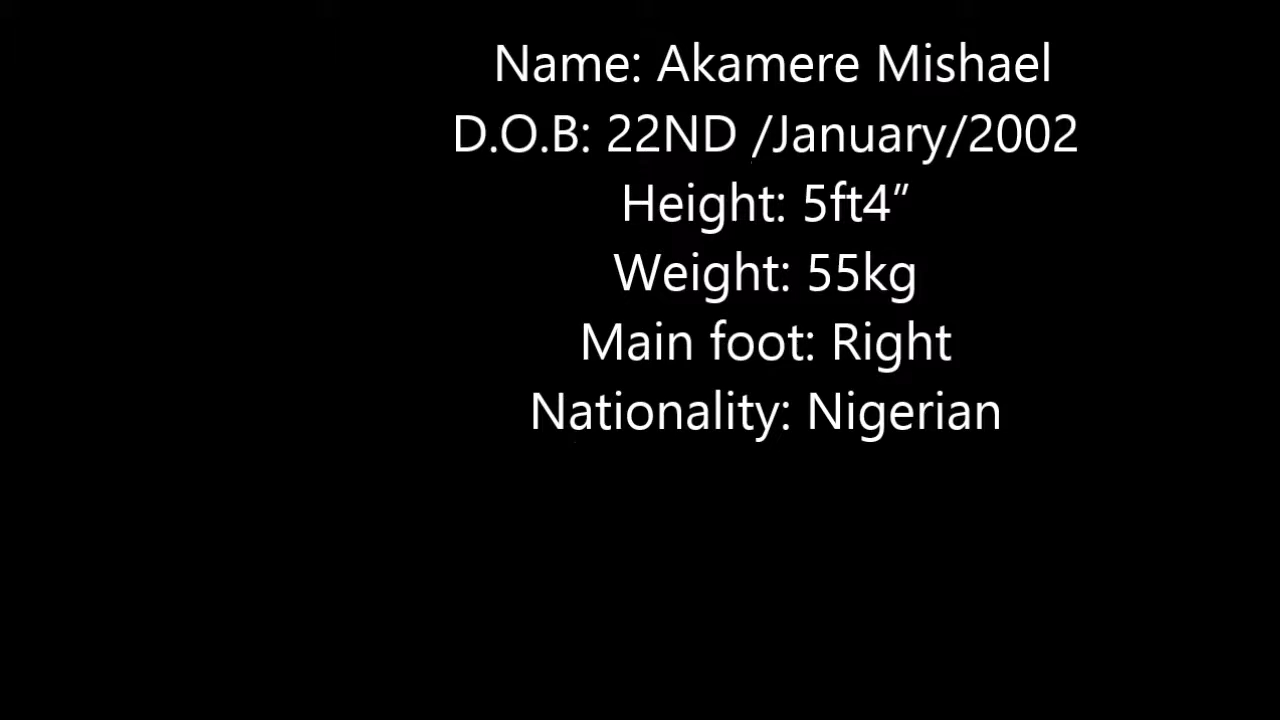 Name: Akamere Mishael
D.O.B: 22ND /January/2002
Height: 5ft4”
Weight: 55kg
Main foot: Right
Nationality: Nigerian